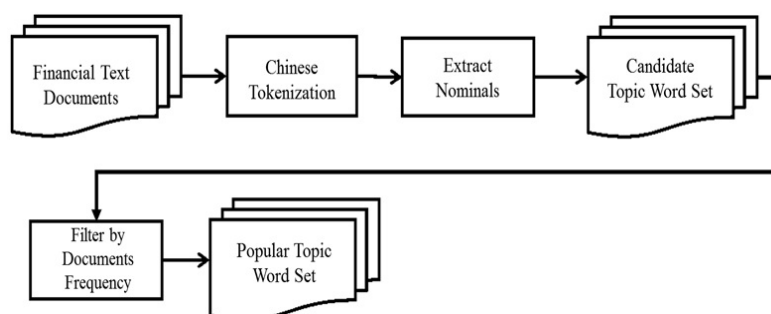 Financial Text
Documents
Chinese
Tokenization
Extract
Nominals
Candidate
Topic Word Set
Filter by
Documents
Frequency
Popular Topic
Word Set